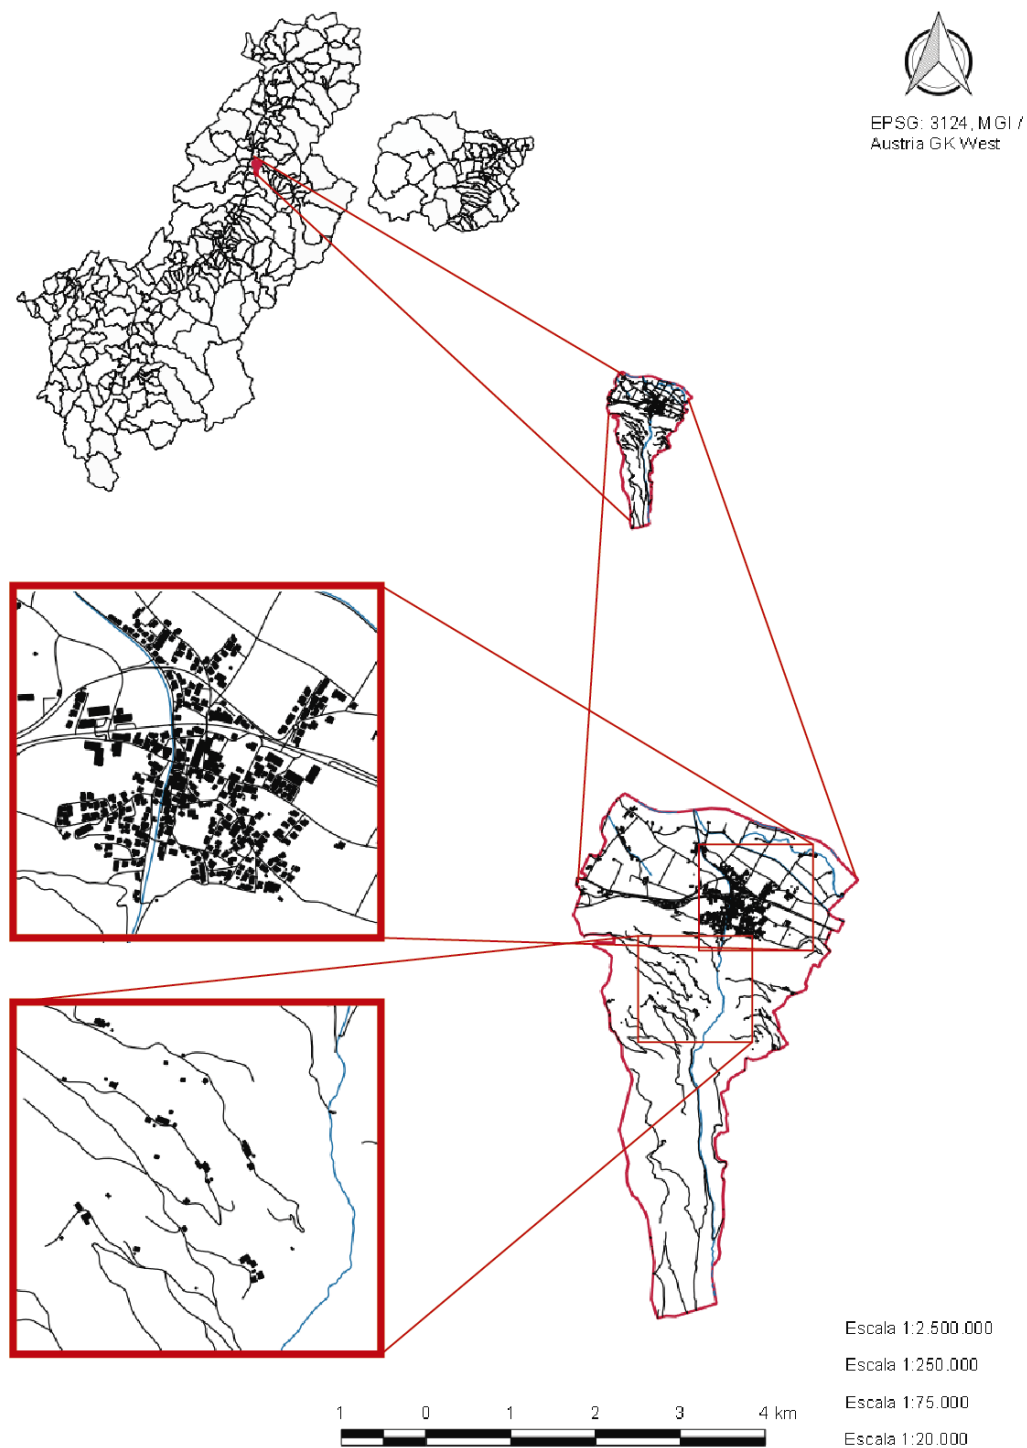 EPSG: 3124, MGI /
Austria GK West
Escala 1:2.500.000
Escala 1:250.000
Escala 1:75.000
Escala 1:20.000
1 0 1 2 3 4 km